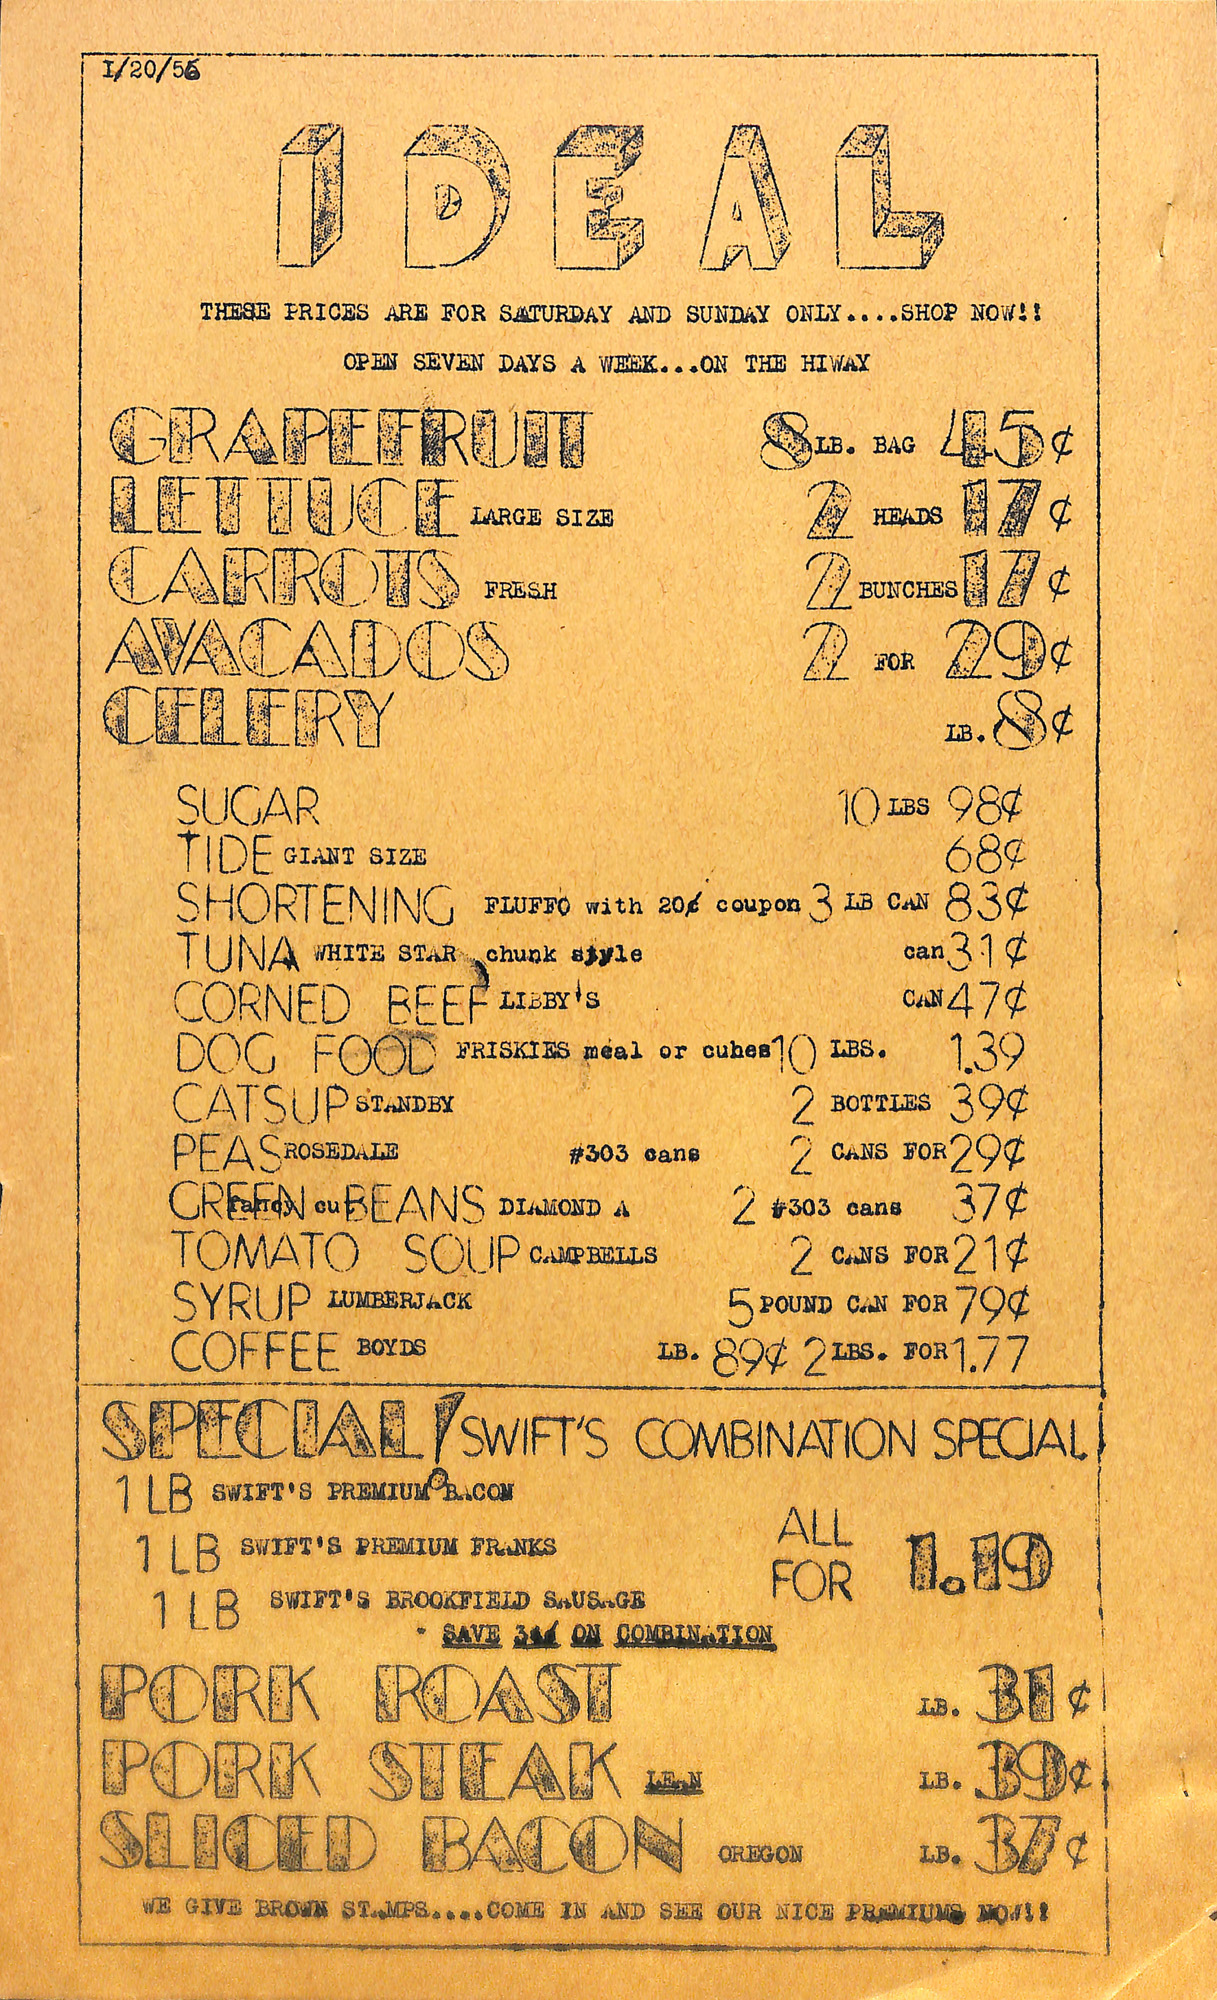 1/20/56
IDEAL
THESE PRICES ARE FOR SATURDAY AND SUNDAY ONLY....SHOP NOW!!
OPEN SEVEN DAYS A WEEK...ON THE HIWAY
GRAPEFRUIT 8 LB. BAG 45¢
LETTUCE LARGE SIZE 2 HEADS 17¢
CARROTS FRESH 2 BUNCHES 17¢
AVACADOS 2 FOR 29¢
CELERY LB. 8¢
SUGAR 10 LBS 98¢
TIDE GIANT SIZE 68¢
SHORTENING FLUFFO with 20¢ coupon 3 LB CAN 83¢
TUNA WHITE STAR chunk style can 31¢
CORNED BEEF LIBBY'S CAN 47¢
DOG FOOD FRISKIES meal or cubes 10 LBS. 1.39
CATSUP STANDBY 2 BOTTLES 39¢
PEAS ROSEDALE #303 cans 2 CANS FOR 29¢
GREEN BEANS fancy cut DIAMOND A 2 #303 cans 37¢
TOMATO SOUP CAMPBELLS 2 CANS FOR 21¢
SYRUP LUMBERJACK 5 POUND CAN FOR 79¢
COFFEE BOYDS LB. 89¢ 2 LBS. FOR 1.77
SPECIAL! SWIFT'S COMBINATION SPECIAL!
1 LB SWIFT'S PREMIUM BACON
1 LB SWIFT'S PREMIUM FRANKS
ALL FOR 1.19
1 LB SWIFT'S BROOKFIELD SAUSAGE
SAVE ON COMBINATION
PORK ROAST LB. 31¢
PORK STEAK LEAN LB. 39¢
SLICED BACON OREGON LB. 37¢
WE GIVE BROWN STAMPS....COME IN AND SEE OUR NICE PREMIUMS NOW!!